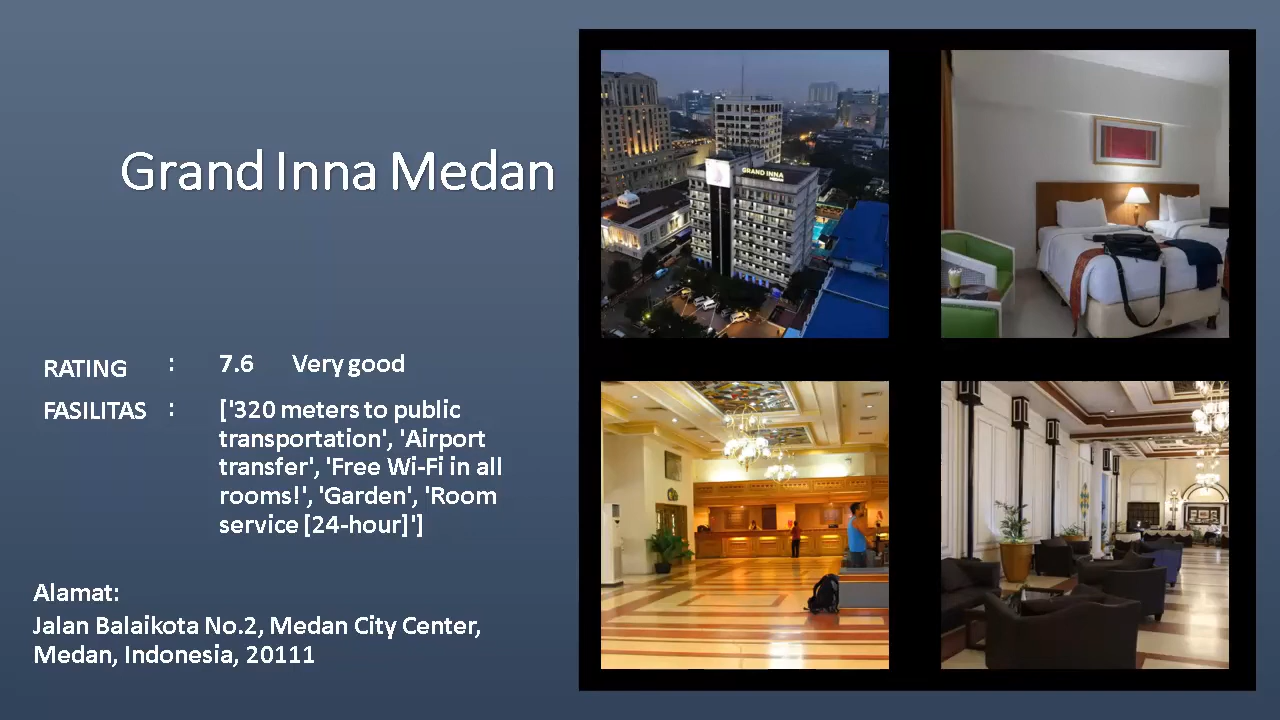 Grand Inna Medan
RATING : 7.6 Very good
FASILITAS : ['320 meters to public
transportation', 'Airport
transfer', 'Free Wi-Fi in all
rooms!', 'Garden', 'Room
service [24-hour]']
Alamat:
Jalan Balaikota No.2, Medan City Center,
Medan, Indonesia, 20111
GRAND INNA
MEDAN